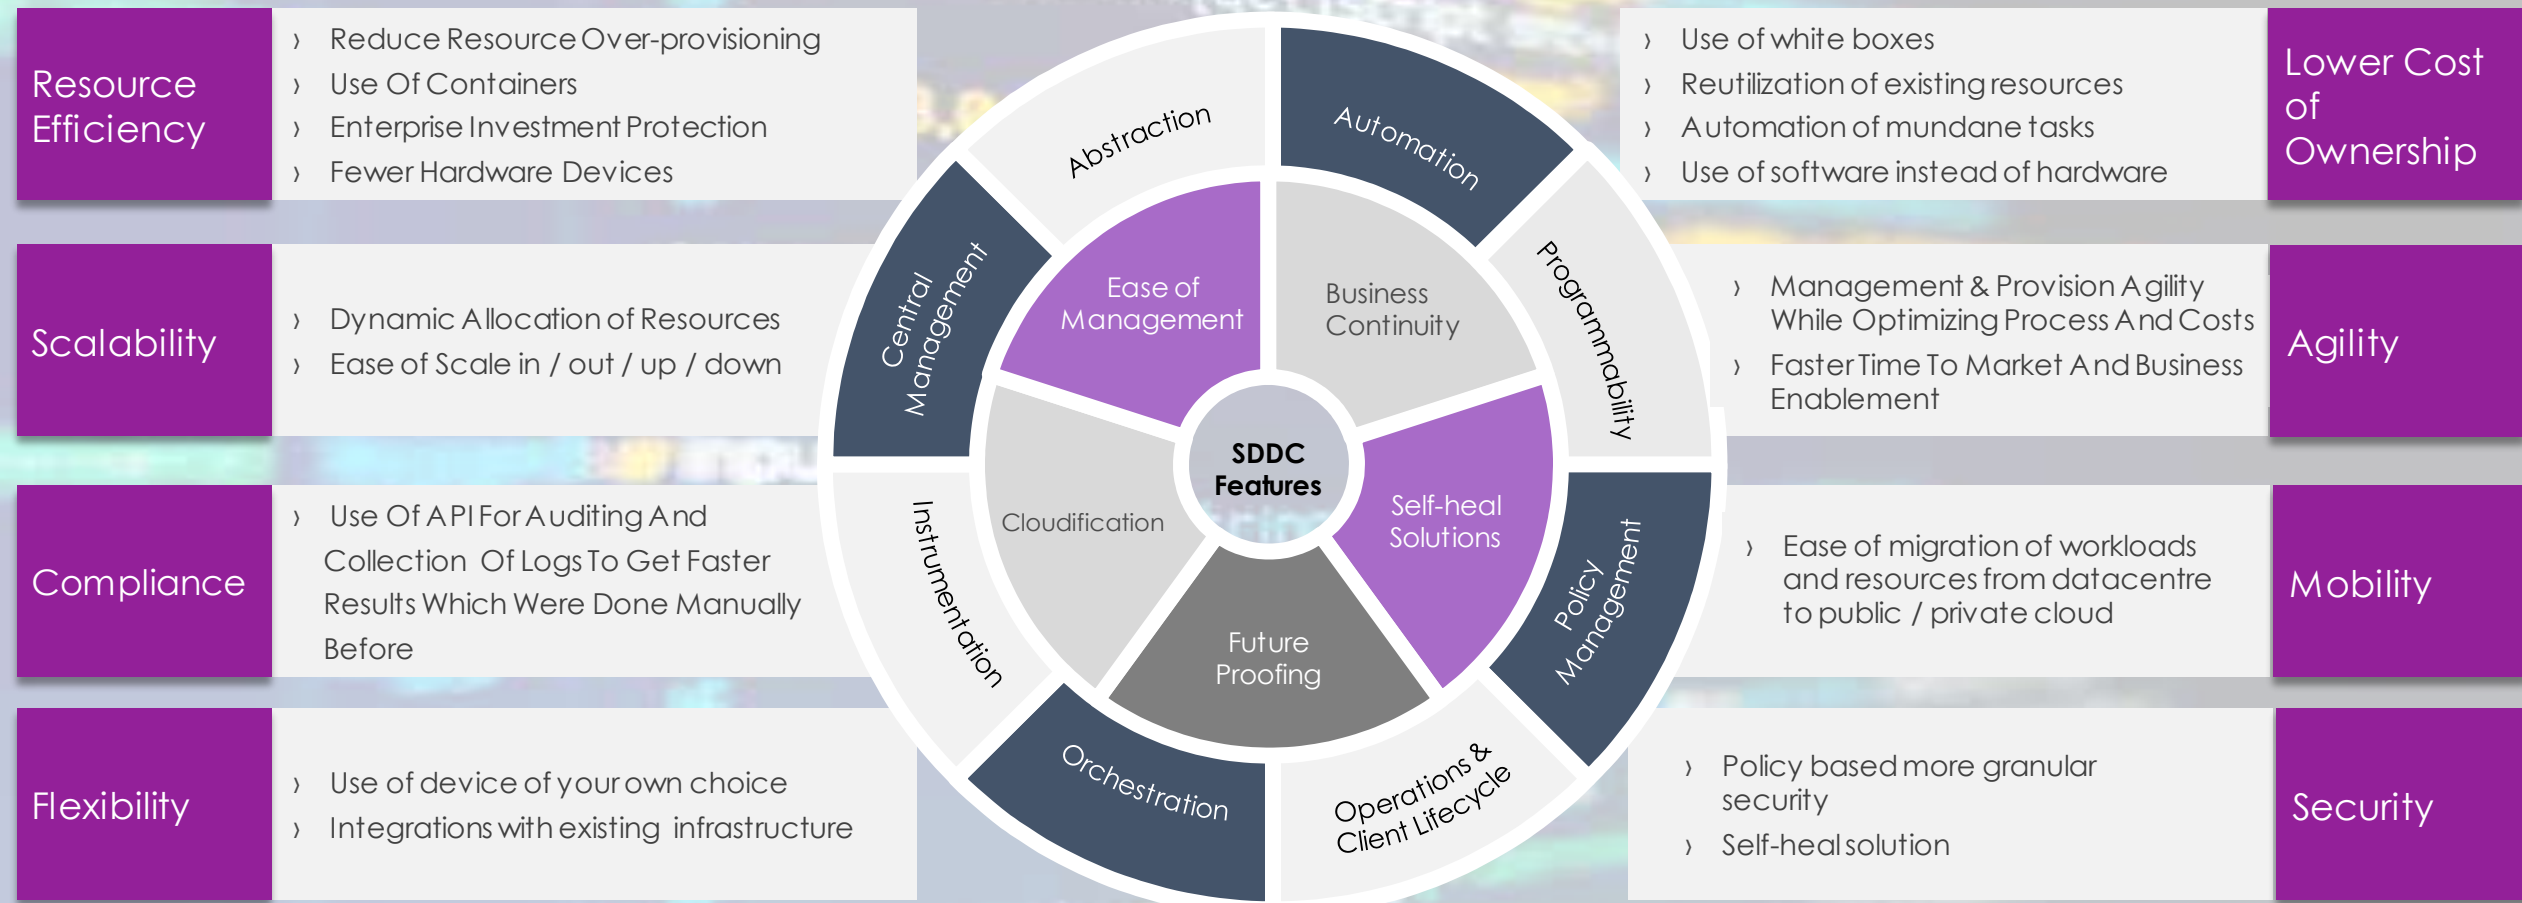 Resource
Efficiency
› Reduce Resource Over-provisioning
› Use Of Containers
› Enterprise Investment Protection
› Fewer Hardware Devices
Scalability
› Dynamic Allocation of Resources
› Ease of Scale in / out / up / down
Compliance
› Use Of API For Auditing And
Collection Of Logs To Get Faster
Results Which Were Done Manually
Before
Flexibility
› Use of device of your own choice
› Integrations with existing infrastructure
Abstraction
Automation
Programmability
Policy
Management
Operations &
Client Lifecycle
Orchestration
Instrumentation
Central
Management
Ease of
Management
Business
Continuity
Self-heal
Solutions
Future
Proofing
Cloudification
SDDC
Features
› Use of white boxes
› Reutilization of existing resources
› Automation of mundane tasks
› Use of software instead of hardware
Lower Cost
of
Ownership
› Management & Provision Agility
While Optimizing Process And Costs
› Faster Time To Market And Business
Enablement
Agility
› Ease of migration of workloads
and resources from datacentre
to public / private cloud
Mobility
› Policy based more granular
security
› Self-heal solution
Security